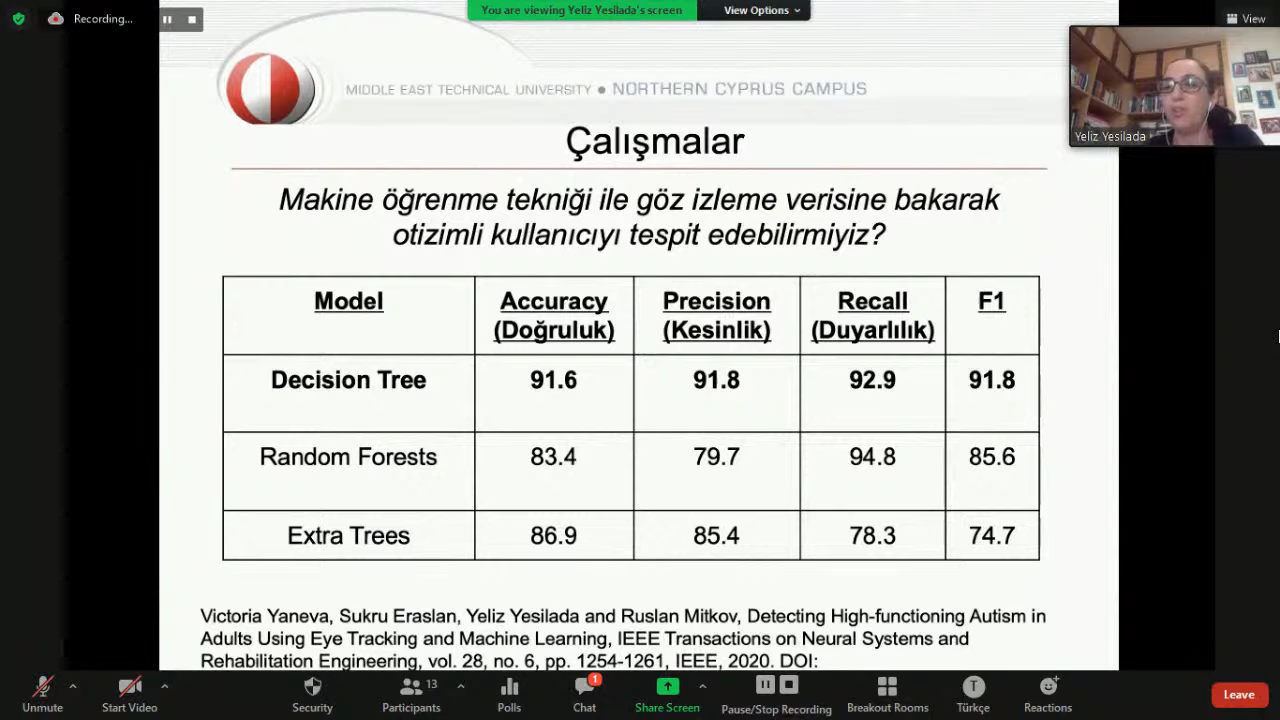 Recording...
You are viewing Yeliz Yesilada's screen
View Options
View
MIDDLE EAST TECHNICAL UNIVERSITY ● NORTHERN CYPRUS CAMPUS
Yeliz Yesilada
Çalışmalar
Makine öğrenme tekniği ile göz izleme verisine bakarak
otizimli kullanıcıyı tespit edebilirmiyiz?
Model Accuracy (Doğruluk) Precision (Kesinlik) Recall (Duyarlılık) F1
Decision Tree 91.6 91.8 92.9 91.8
Random Forests 83.4 79.7 94.8 85.6
Extra Trees 86.9 85.4 78.3 74.7
Victoria Yaneva, Sukru Eraslan, Yeliz Yesilada and Ruslan Mitkov, Detecting High-functioning Autism in
Adults Using Eye Tracking and Machine Learning, IEEE Transactions on Neural Systems and
Rehabilitation Engineering, vol. 28, no. 6, pp. 1254-1261, IEEE, 2020. DOI:
Unmute
Start Video
Security
Participants 13
Polls
Chat 1
Share Screen
Pause/Stop Recording
Breakout Rooms
T Türkçe
Reactions
Leave